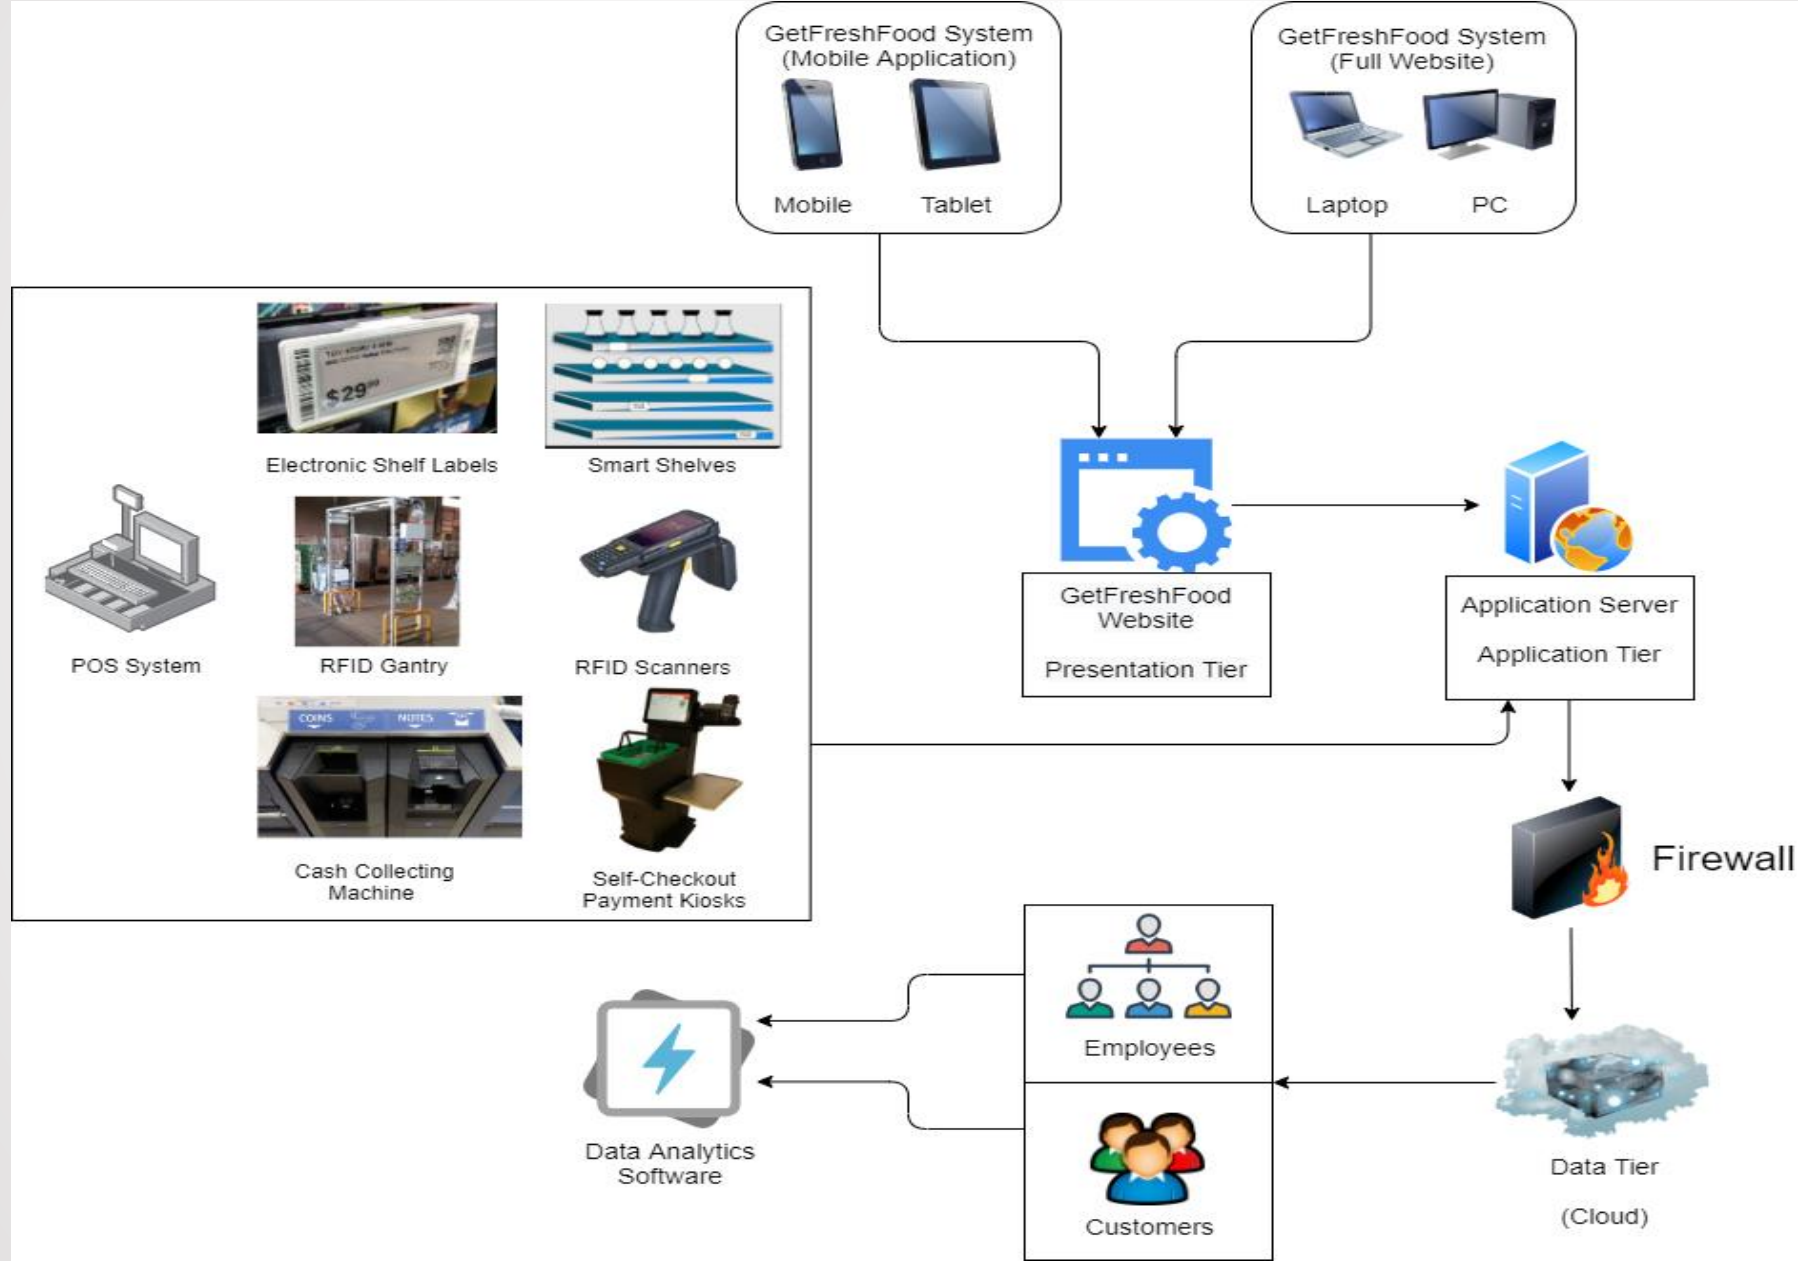 GetFreshFood System
(Mobile Application)
Mobile
Tablet
GetFreshFood System
(Full Website)
Laptop
PC
$29
Electronic Shelf Labels
Smart Shelves
POS System
RFID Gantry
RFID Scanners
COINS
NOTES
Cash Collecting
Machine
Self-Checkout
Payment Kiosks
GetFreshFood
Website
Presentation Tier
Application Server
Application Tier
Firewall
Employees
Customers
Data Analytics
Software
Data Tier
(Cloud)